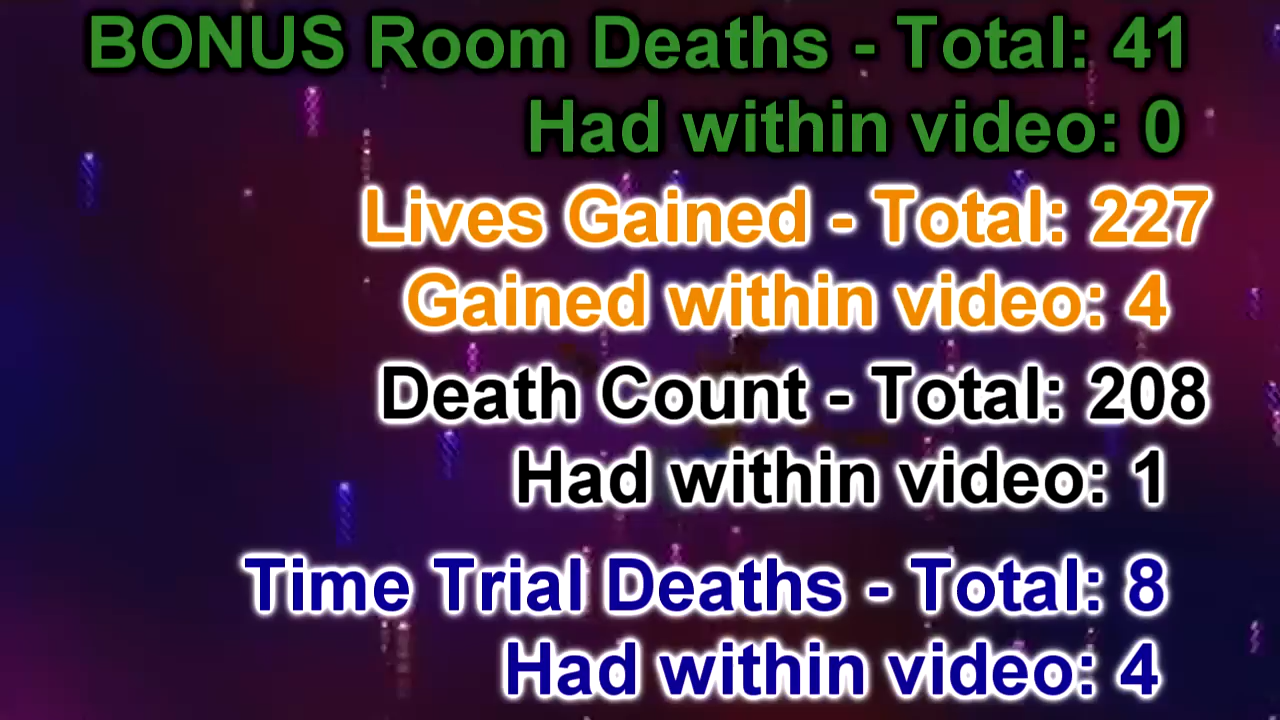 BONUS Room Deaths - Total: 41
Had within video: 0
Lives Gained - Total: 227
Gained within video: 4
Death Count - Total: 208
Had within video: 1
Time Trial Deaths - Total: 8
Had within video: 4